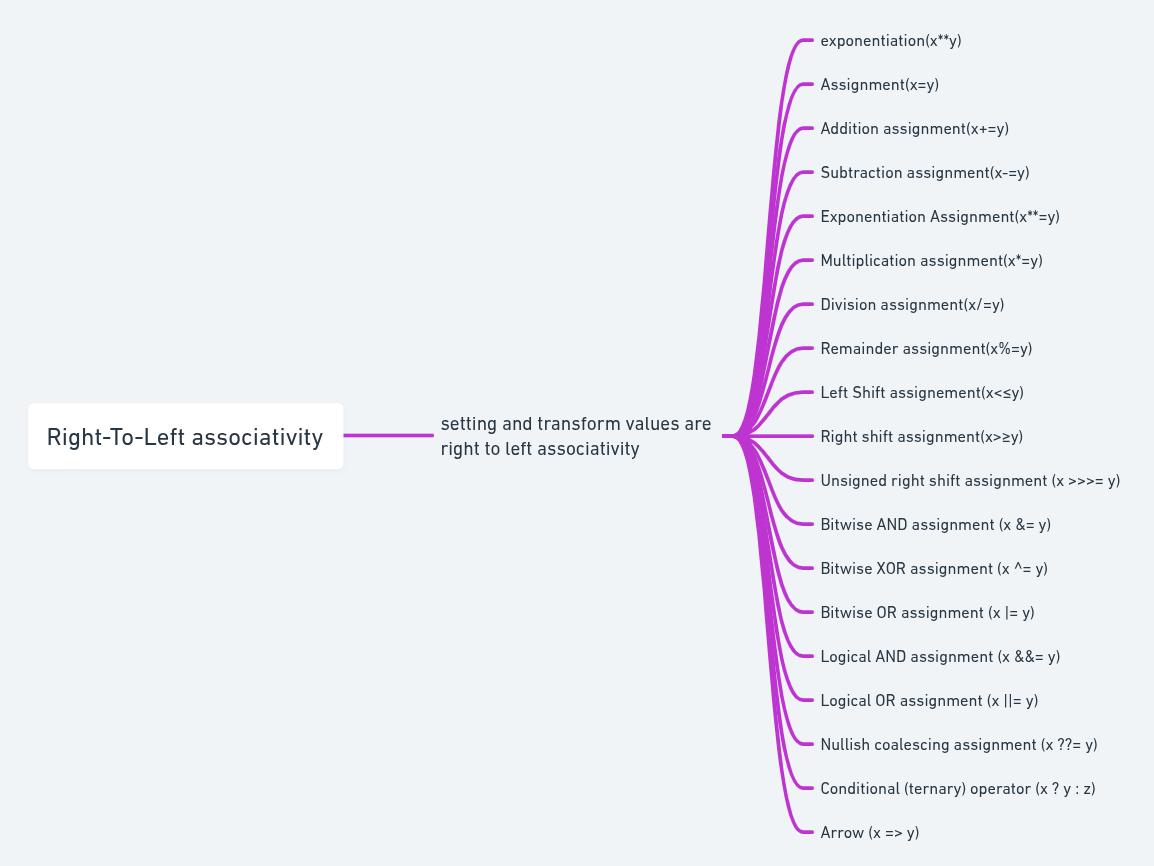 Right-To-Left associativity
setting and transform values are
right to left associativity
exponentiation(x**y)
Assignment(x=y)
Addition assignment(x+=y)
Subtraction assignment(x-=y)
Exponentiation Assignment(x**=y)
Multiplication assignment(x*=y)
Division assignment(x/=y)
Remainder assignment(x%=y)
Left Shift assignement(x<≤y)
Right shift assignment(x>≥y)
Unsigned right shift assignment (x >>>= y)
Bitwise AND assignment (x &= y)
Bitwise XOR assignment (x ^= y)
Bitwise OR assignment (x |= y)
Logical AND assignment (x &&= y)
Logical OR assignment (x ||= y)
Nullish coalescing assignment (x ??= y)
Conditional (ternary) operator (x ? y : z)
Arrow (x => y)